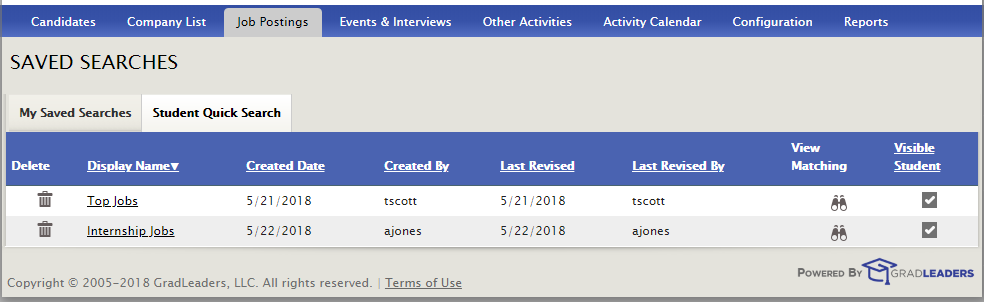 Candidates Company List Job Postings Events & Interviews Other Activities Activity Calendar Configuration Reports
SAVED SEARCHES
My Saved Searches Student Quick Search
Delete Display Name▼ Created Date Created By Last Revised Last Revised By View Matching Visible Student
Top Jobs 5/21/2018 tscott 5/21/2018 tscott
Internship Jobs 5/22/2018 ajones 5/22/2018 ajones
POWERED BY GRADLEADERS
Copyright © 2005-2018 GradLeaders, LLC. All rights reserved. | Terms of Use